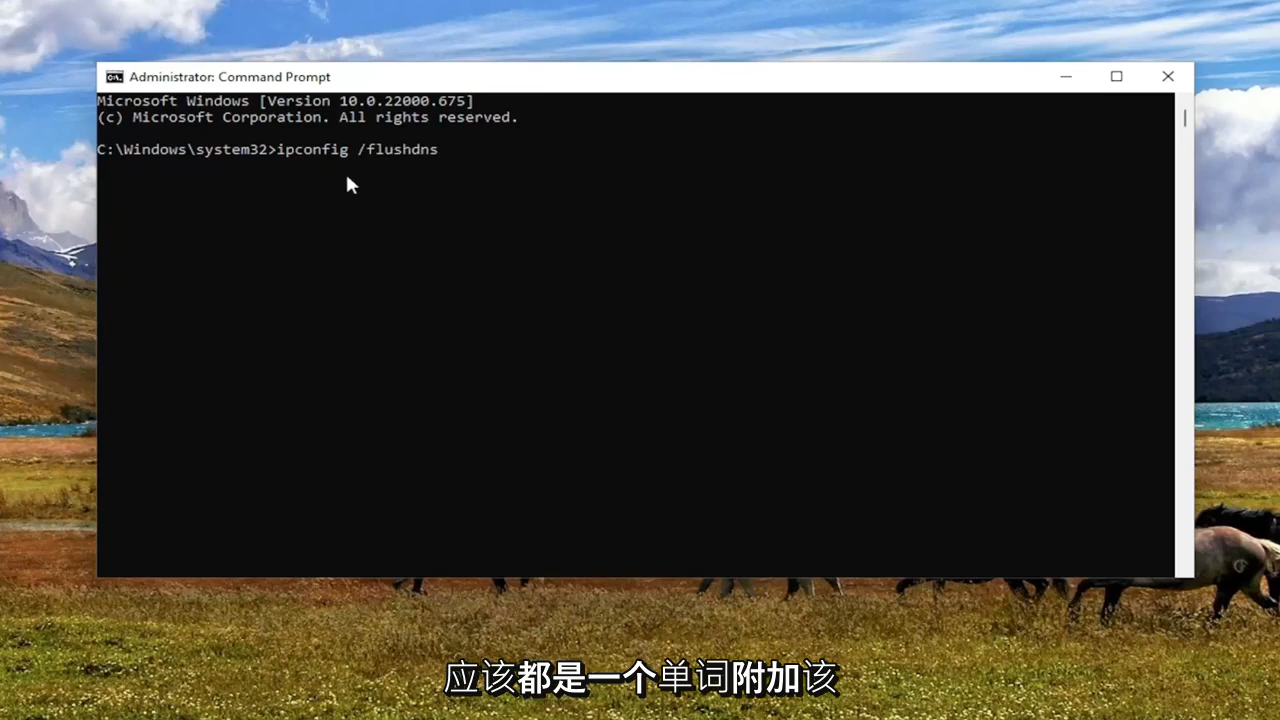 Administrator: Command Prompt
Microsoft Windows [Version 10.0.22000.675]
(c) Microsoft Corporation. All rights reserved.
C:\Windows\system32>ipconfig /flushdns
应该都是一个单词附加该